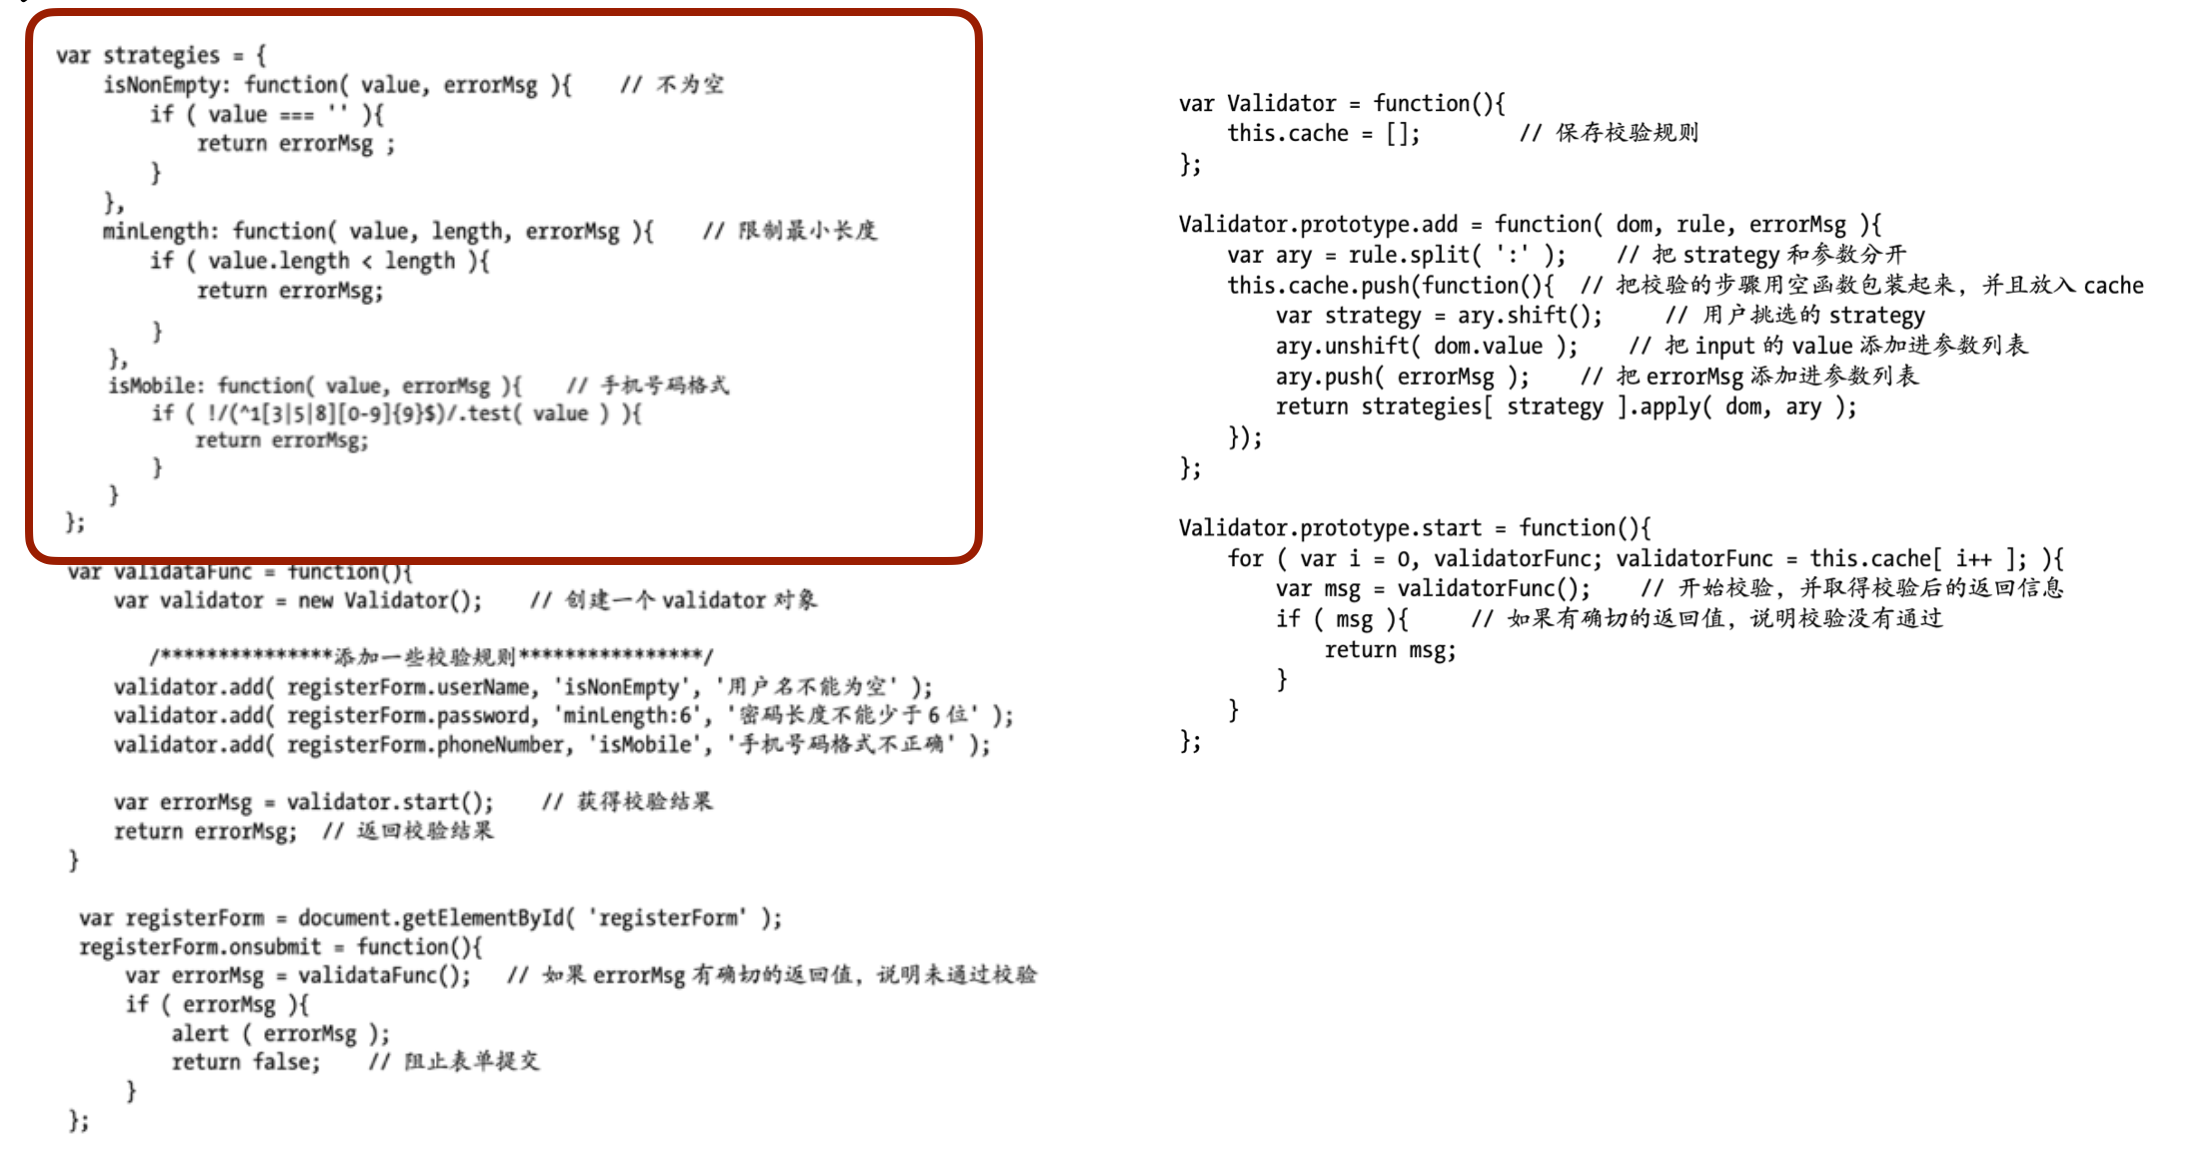 var strategies = {
isNonEmpty: function( value, errorMsg ){ // 不为空
if ( value === '' ){
return errorMsg ;
}
},
minLength: function( value, length, errorMsg ){ // 限制最小长度
if ( value.length < length ){
return errorMsg;
}
},
isMobile: function( value, errorMsg ){ // 手机号码格式
if ( !/(^1[3|5|8][0-9]{9}$)/.test( value ) ){
return errorMsg;
}
}
};
var validataFunc = function(){
var validator = new Validator(); // 创建一个 validator 对象
/***************添加一些校验规则****************/
validator.add( registerForm.userName, 'isNonEmpty', '用户名不能为空' );
validator.add( registerForm.password, 'minLength:6', '密码长度不能少于 6 位' );
validator.add( registerForm.phoneNumber, 'isMobile', '手机号码格式不正确' );
var errorMsg = validator.start(); // 获得校验结果
return errorMsg; // 返回校验结果
}
var registerForm = document.getElementById( 'registerForm' );
registerForm.onsubmit = function(){
var errorMsg = validataFunc(); // 如果 errorMsg 有确切的返回值，说明未通过校验
if ( errorMsg ){
alert ( errorMsg );
return false; // 阻止表单提交
}
};
var Validator = function(){
this.cache = []; // 保存校验规则
};
Validator.prototype.add = function( dom, rule, errorMsg ){
var ary = rule.split( ':' ); // 把 strategy 和参数分开
this.cache.push(function(){ // 把校验的步骤用空函数包装起来，并且放入 cache
var strategy = ary.shift(); // 用户挑选的 strategy
ary.unshift( dom.value ); // 把 input 的 value 添加进参数列表
ary.push( errorMsg ); // 把 errorMsg 添加进参数列表
return strategies[ strategy ].apply( dom, ary );
});
};
Validator.prototype.start = function(){
for ( var i = 0, validatorFunc; validatorFunc = this.cache[ i++ ]; ){
var msg = validatorFunc(); // 开始校验，并取得校验后的返回信息
if ( msg ){ // 如果有确切的返回值，说明校验没有通过
return msg;
}
}
};